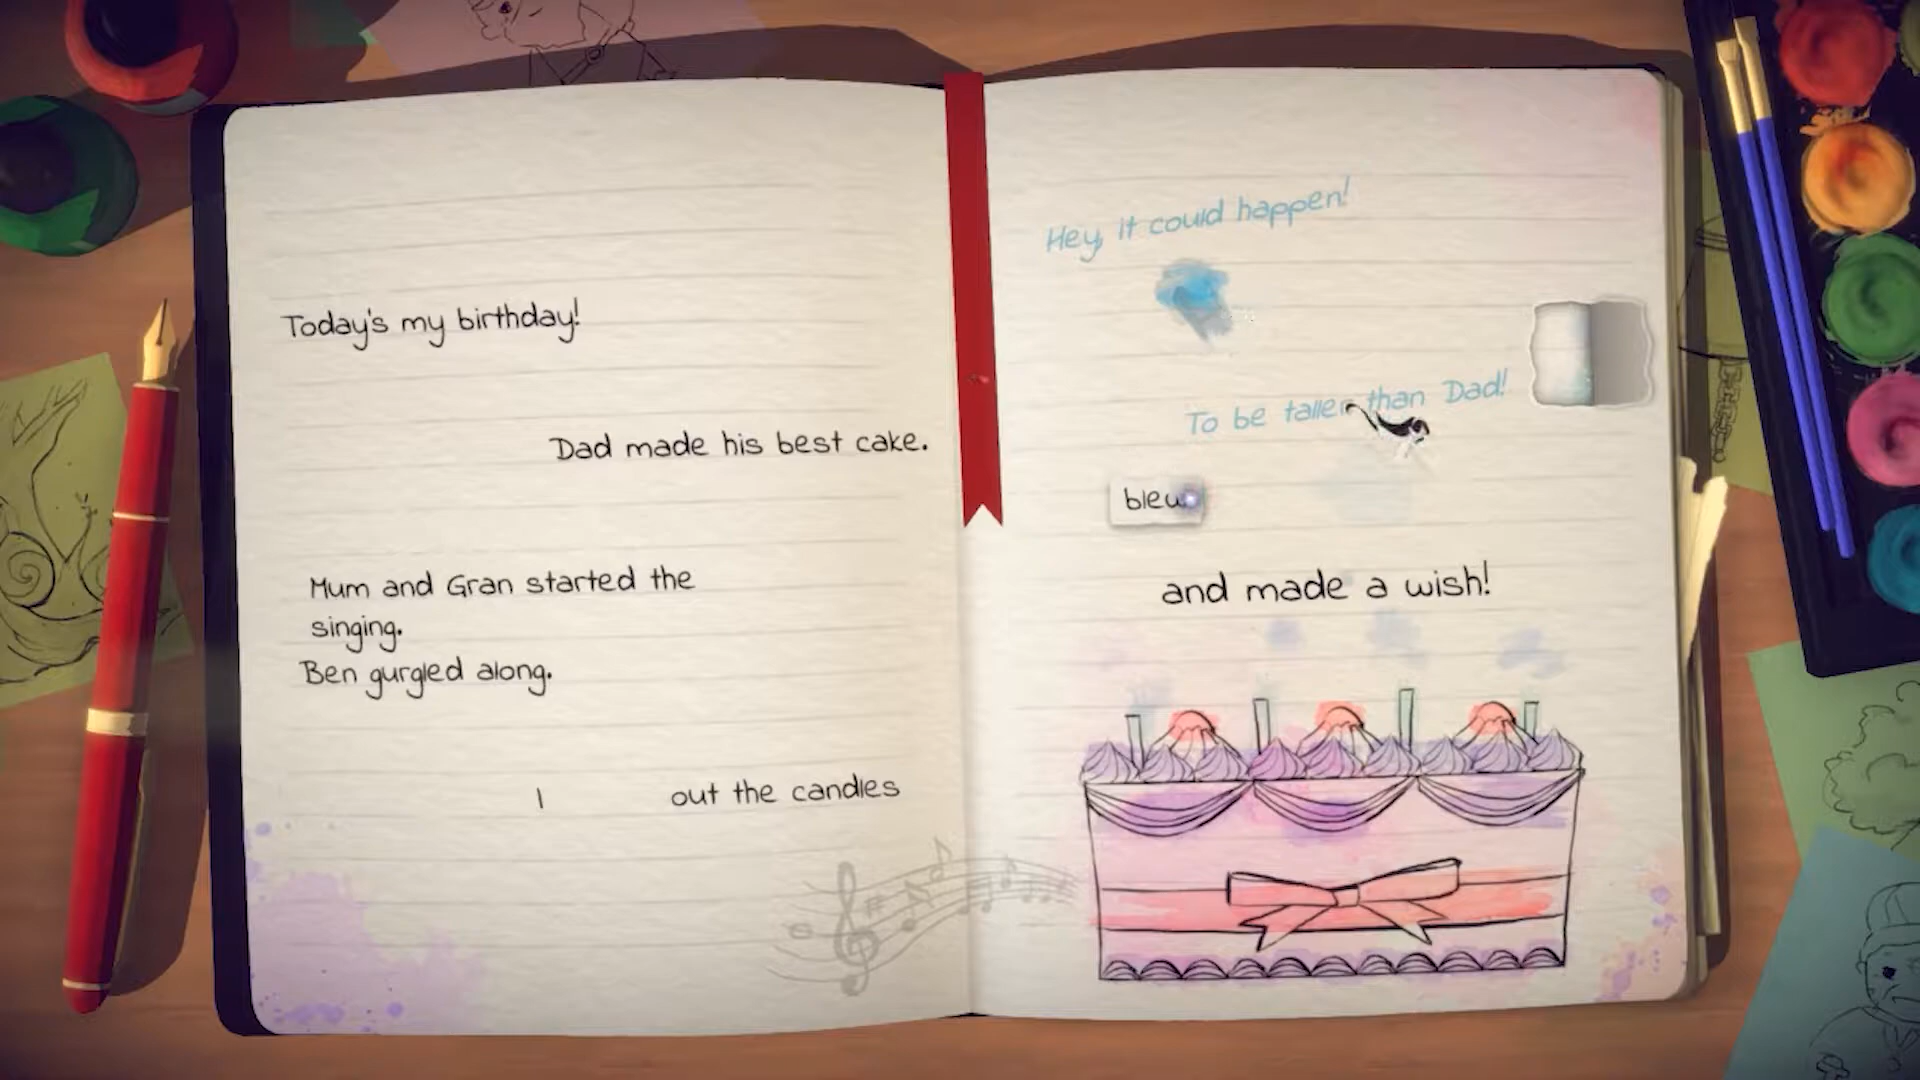 Today's my birthday!
Dad made his best cake.
Mum and Gran started the
singing.
Ben gurgled along.
I out the candles
Hey, it could happen!
To be taller than Dad!
blew
and made a wish!